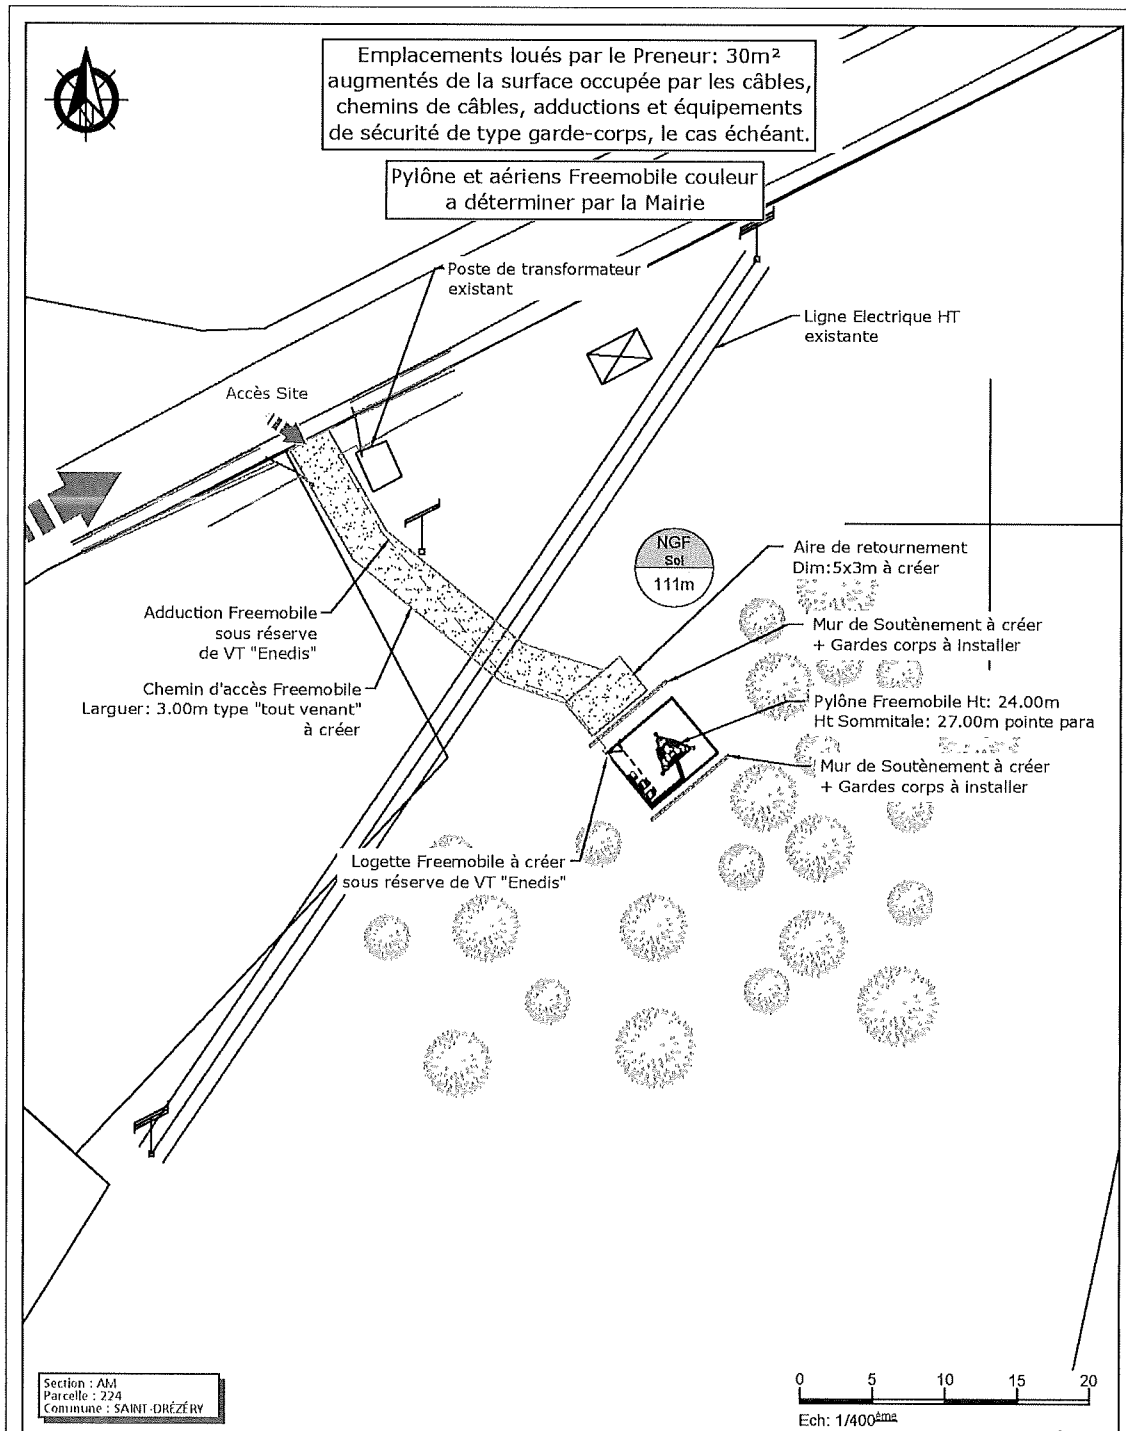 Emplacements loués par le Preneur: 30m²
augmentés de la surface occupée par les câbles,
chemins de câbles, adductions et équipements
de sécurité de type garde-corps, le cas échéant.
Pylône et aériens Freemobile couleur
a déterminer par la Mairie
Poste de transformateur
existant
Ligne Electrique HT
existante
Accès Site
NGF
Sol
111m
Aire de retournement
Dim:5x3m à créer
Adduction Freemobile
sous réserve
de VT "Enedis"
Mur de Soutènement à créer
+ Gardes corps à installer
Chemin d'accès Freemobile
Larguer: 3.00m type "tout venant"
à créer
Pylône Freemobile Ht: 24.00m
Ht Sommitale: 27.00m pointe para
Mur de Soutènement à créer
+ Gardes corps à installer
Logette Freemobile à créer
sous réserve de VT "Enedis"
Section : AM
Parcelle : 224
Commune : SAINT-DRÉZÉRY
0 5 10 15 20
Ech: 1/400ème